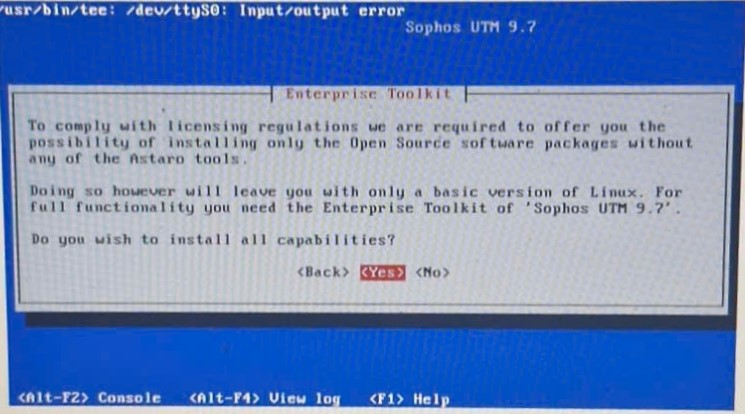 /usr/bin/tee: /dev/ttyS0: Input/output error
Sophos UTM 9.7
Enterprise Toolkit
To comply with licensing regulations we are required to offer you the
possibility of installing only the Open Source software packages without
any of the Astaro tools.
Doing so however will leave you with only a basic version of Linux. For
full functionality you need the Enterprise Toolkit of 'Sophos UTM 9.7'.
Do you wish to install all capabilities?
<Back> <Yes> <No>
<Alt-F2> Console <Alt-F4> View log <F1> Help